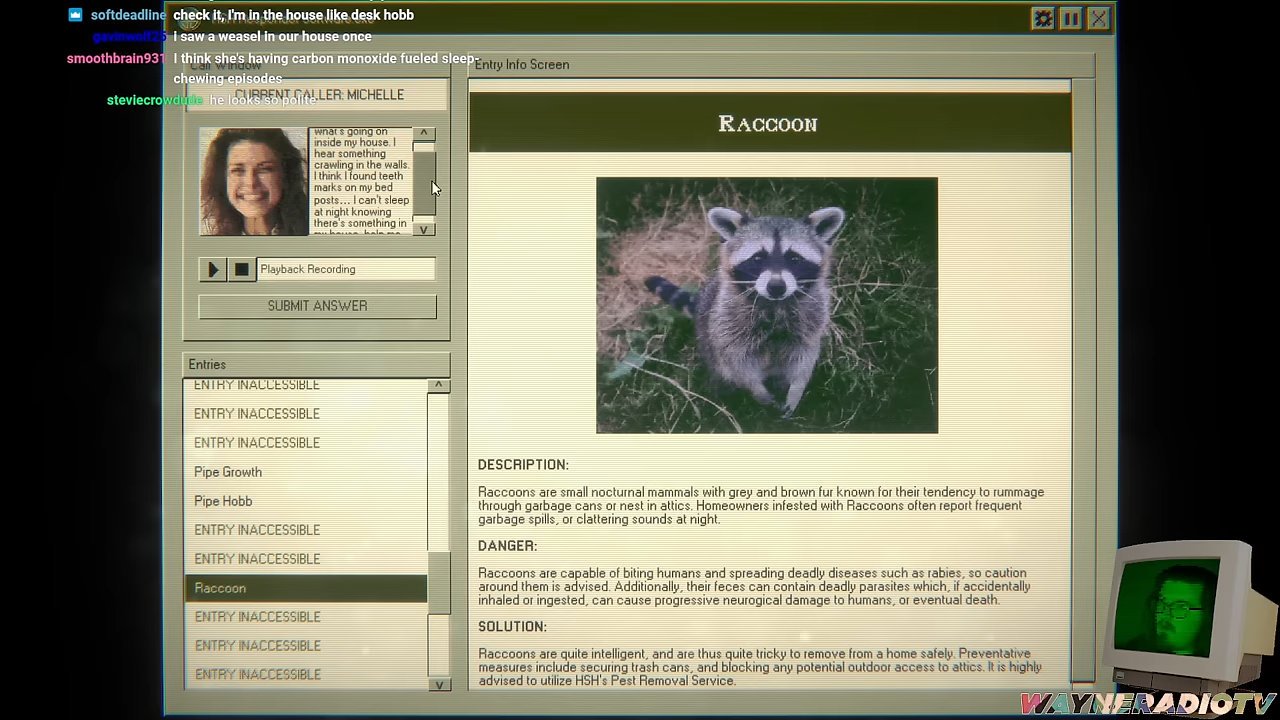 softdeadline check it, I'm in the house like desk hobb
gavinwolf25 I saw a weasel in our house once
smoothbrain931 I think she's having carbon monoxide fueled sleep-
chewing episodes
steviecrowdude he looks so polite
Call Window
CURRENT CALLER: MICHELLE
what's going on
inside my house. I
hear something
crawling in the walls.
I think I found teeth
marks on my bed
posts... I can't sleep
at night knowing
there's something in
my house, help me
Playback Recording
SUBMIT ANSWER
Entries
ENTRY INACCESSIBLE
ENTRY INACCESSIBLE
ENTRY INACCESSIBLE
Pipe Growth
Pipe Hobb
ENTRY INACCESSIBLE
ENTRY INACCESSIBLE
Raccoon
ENTRY INACCESSIBLE
ENTRY INACCESSIBLE
ENTRY INACCESSIBLE
Entry Info Screen
RACCOON
DESCRIPTION:
Raccoons are small nocturnal mammals with grey and brown fur known for their tendency to rummage
through garbage cans or nest in attics. Homeowners infested with Raccoons often report frequent
garbage spills, or clattering sounds at night.
DANGER:
Raccoons are capable of biting humans and spreading deadly diseases such as rabies, so caution
around them is advised. Additionally, their feces can contain deadly parasites which, if accidentally
inhaled or ingested, can cause progressive neurogical damage to humans, or eventual death.
SOLUTION:
Raccoons are quite intelligent, and are thus quite tricky to remove from a home safely. Preventative
measures include securing trash cans, and blocking any potential outdoor access to attics. It is highly
advised to utilize HSH's Pest Removal Service.
WAYNERADIOTV